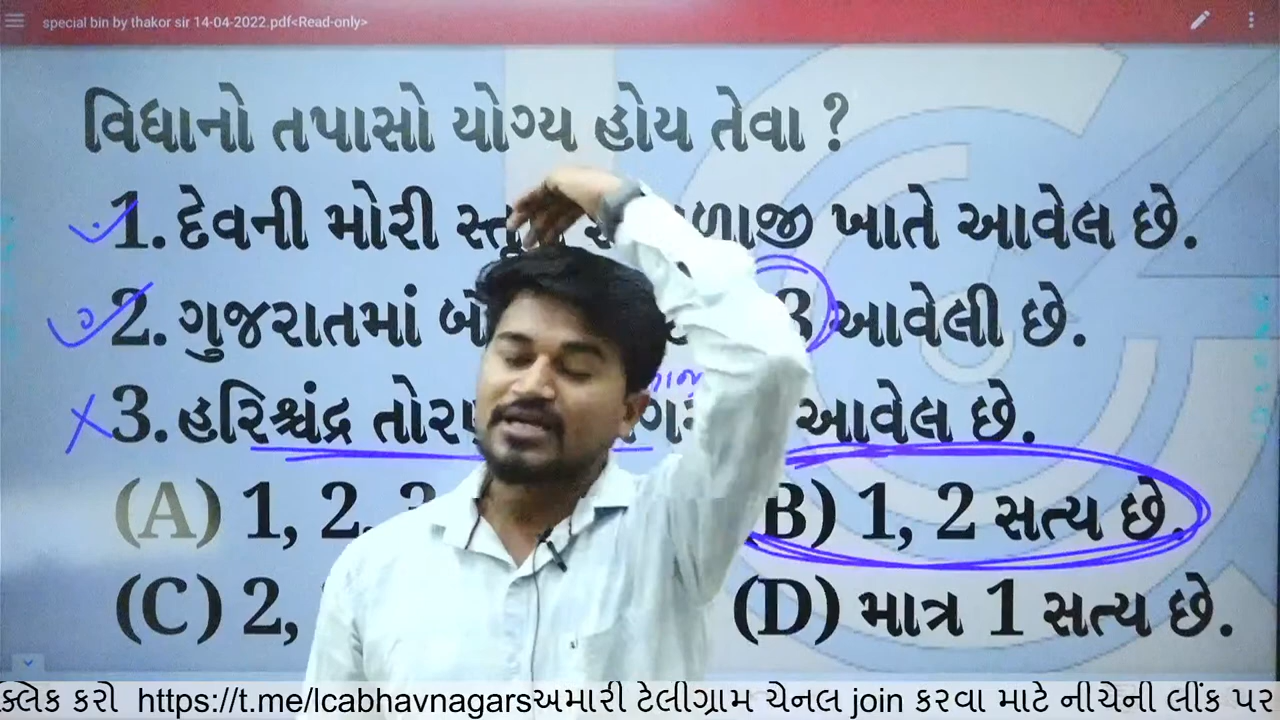 special bin by thakor sir 14-04-2022.pdf<Read-only>
વિધાનો તપાસો યોગ્ય હોય તેવા ?
1. દેવની મોરી ખાતે આવેલ છે.
2. ગુજરાતમાં 3 આવેલી છે.
3. હરિશ્ચંદ્ર આવેલ છે.
(A) 1, 2,
B) 1, 2 સત્ય છે.
(C) 2,
(D) માત્ર 1 સત્ય છે.
ક્લિક કરો https://t.me/lcabhavnagarsઅમારી ટેલીગ્રામ ચેનલ join કરવા માટે નીચેની લીંક પર